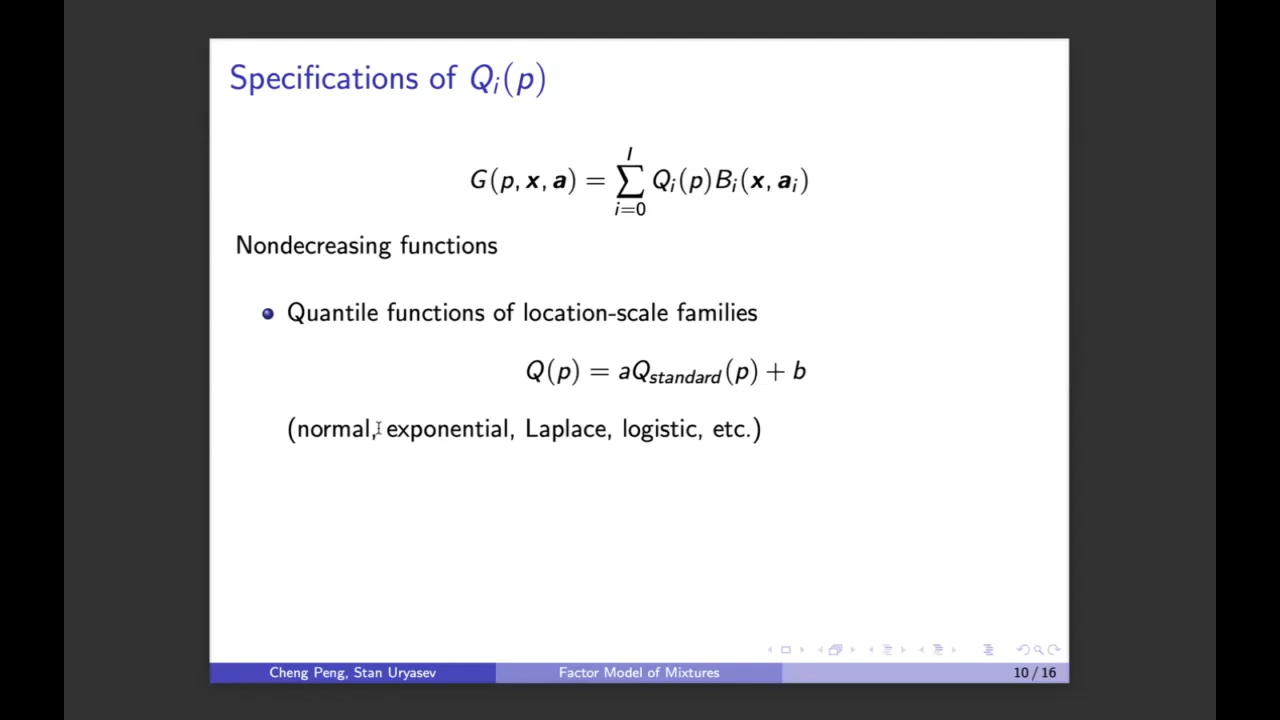 Specifications of Qᵢ(p)
G(p, x, a) = ∑ᵢ₌₀ᴵ Qᵢ(p)Bᵢ(x, aᵢ)
Nondecreasing functions
Quantile functions of location-scale families
Q(p) = aQ_standard(p) + b
(normal, exponential, Laplace, logistic, etc.)
Cheng Peng, Stan Uryasev Factor Model of Mixtures 10 / 16